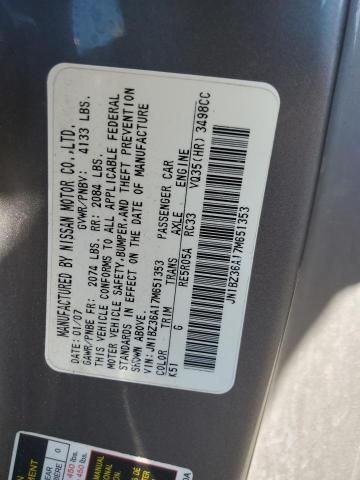 MANUFACTURED BY NISSAN MOTOR CO.,LTD.
DATE: 01/07 GVWR/PNBV: 4133 LBS.
GAWR/PNBE FR: 2074 LBS. RR: 2084 LBS.
THIS VEHICLE CONFORMS TO ALL APPLICABLE FEDERAL
MOTOR VEHICLE SAFETY,BUMPER,AND THEFT PREVENTION
STANDARDS IN EFFECT ON THE DATE OF MANUFACTURE
SHOWN ABOVE.
VIN: JN1BZ36A17M651353 PASSENGER CAR
COLOR TRIM TRANS AXLE ENGINE
K51 G RE5R05A RC33 VQ35(HR) 3498CC
JN1BZ36A17M651353